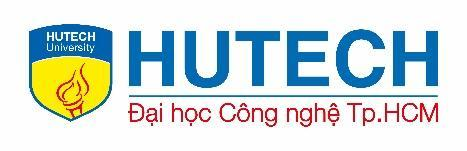 HUTECH
University
HUTECH
Đại học Công nghệ Tp.HCM